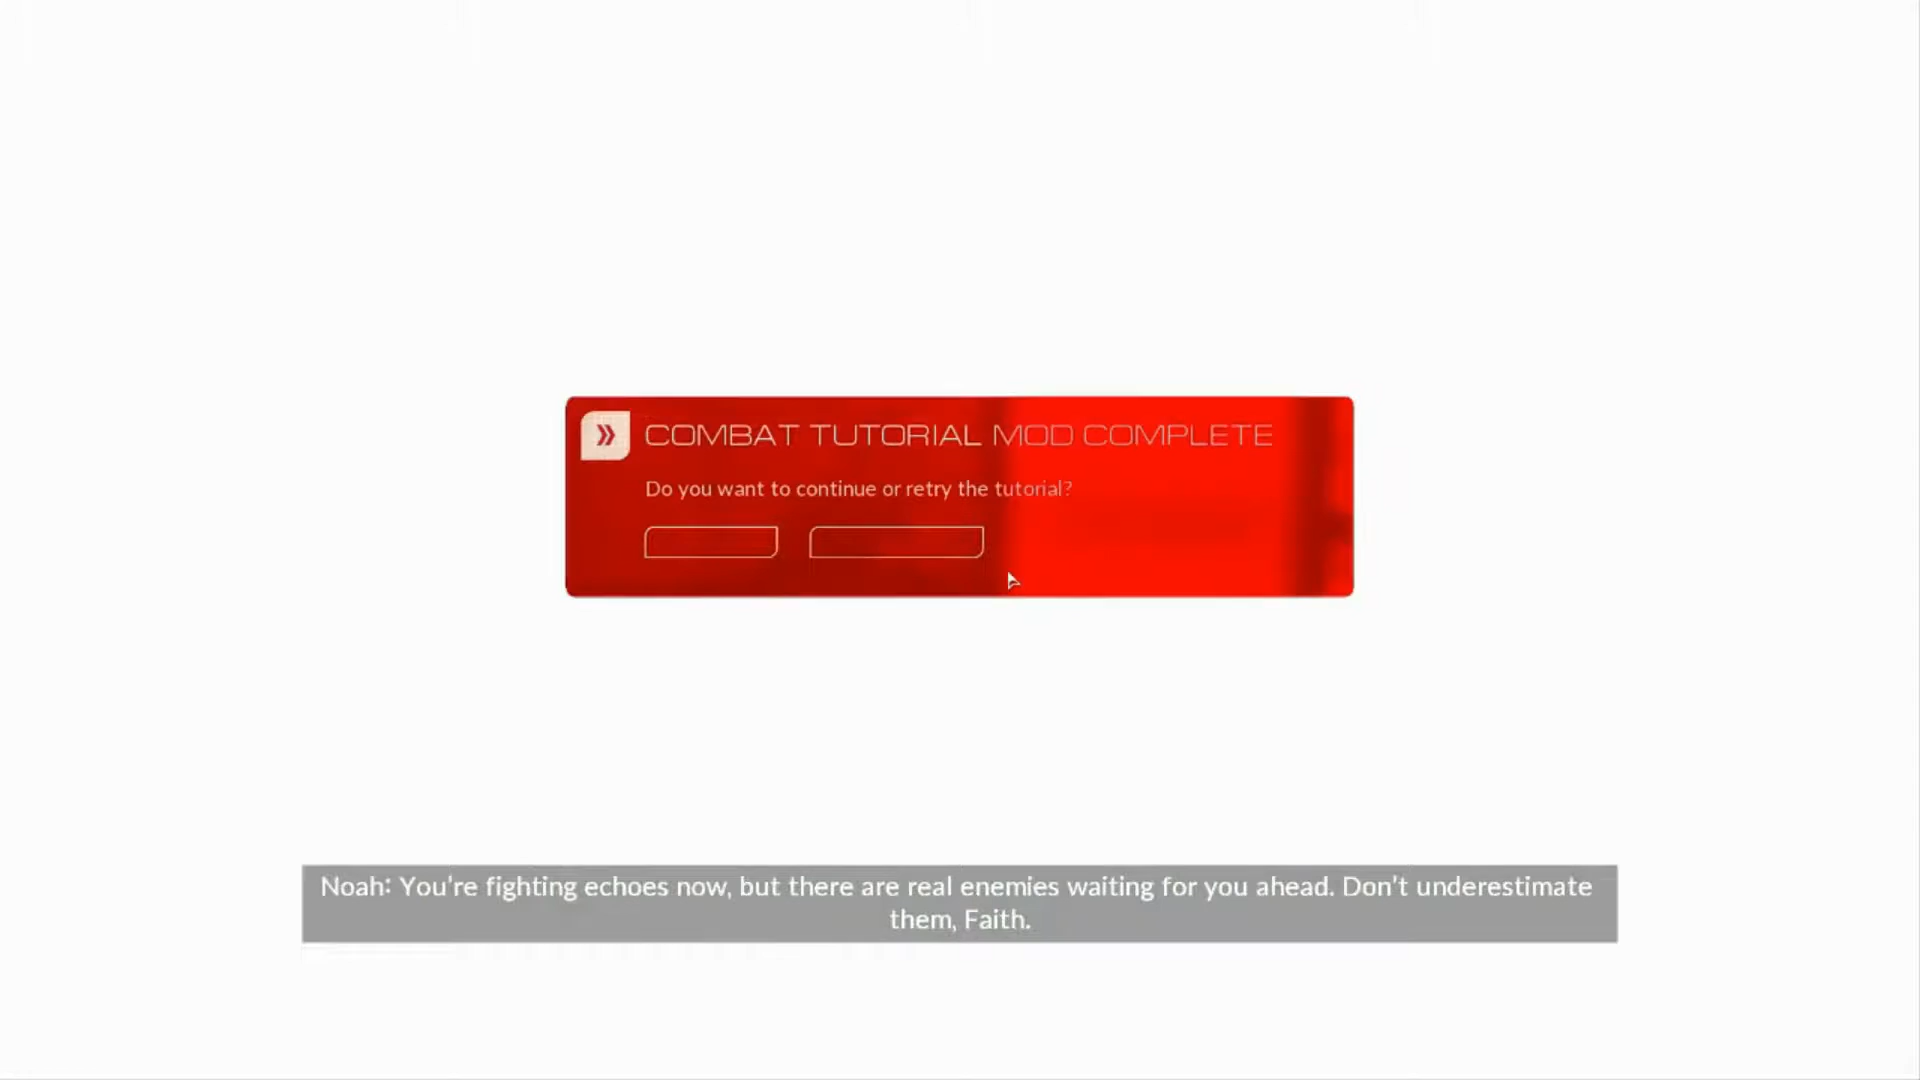 COMBAT TUTORIAL MOD COMPLETE
Do you want to continue or retry the tutorial?
Noah: You're fighting echoes now, but there are real enemies waiting for you ahead. Don't underestimate
them, Faith.